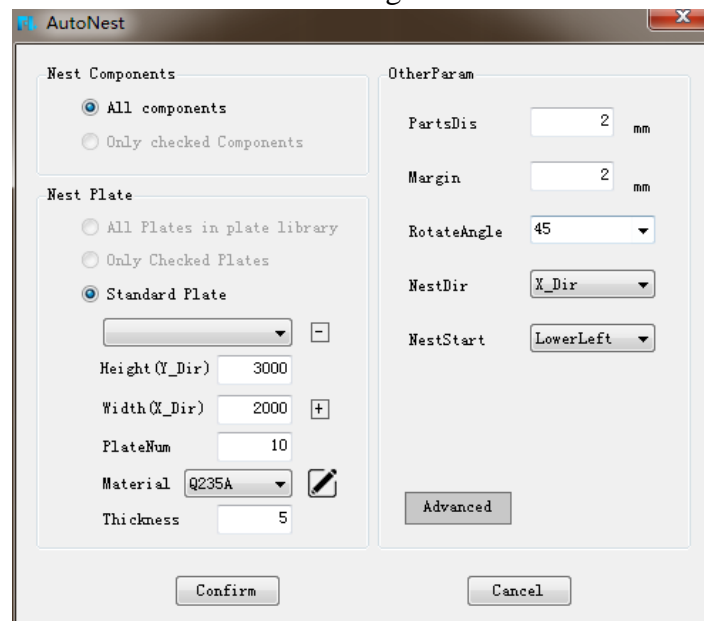 AutoNest
Nest Components
All components
Only checked Components
Nest Plate
All Plates in plate library
Only Checked Plates
Standard Plate
Height(Y_Dir) 3000
Width(X_Dir) 2000
PlateNum 10
Material Q235A
Thickness 5
OtherParam
PartsDis 2 mm
Margin 2 mm
RotateAngle 45
NestDir X_Dir
NestStart LowerLeft
Advanced
Confirm
Cancel